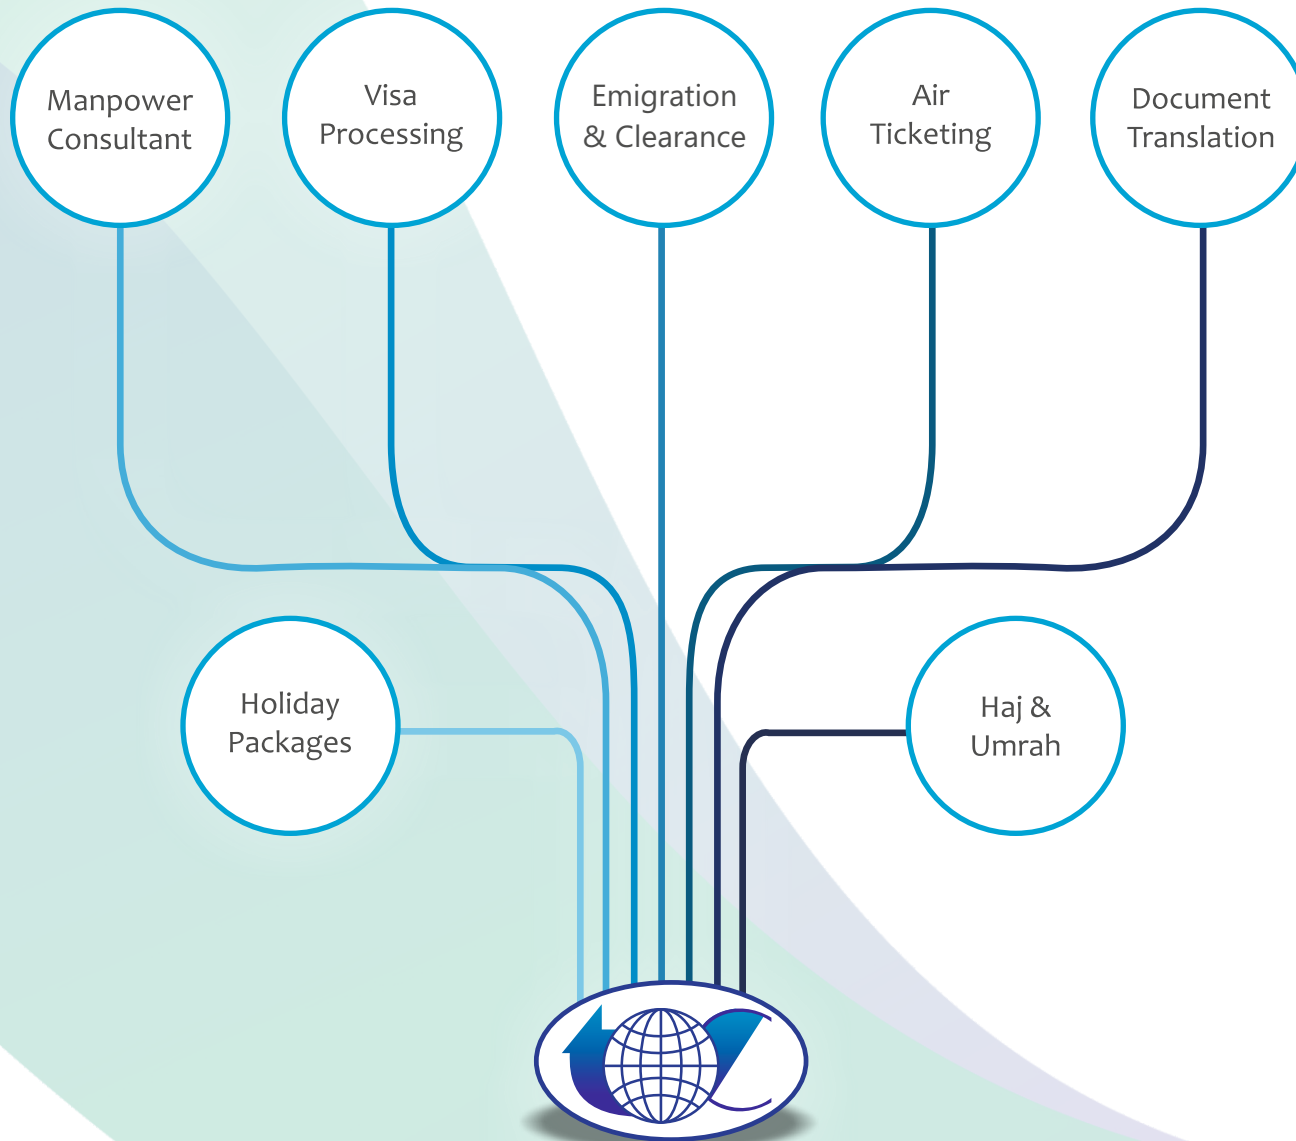 Manpower
Consultant
Visa
Processing
Emigration
& Clearance
Air
Ticketing
Document
Translation
Holiday
Packages
Haj &
Umrah